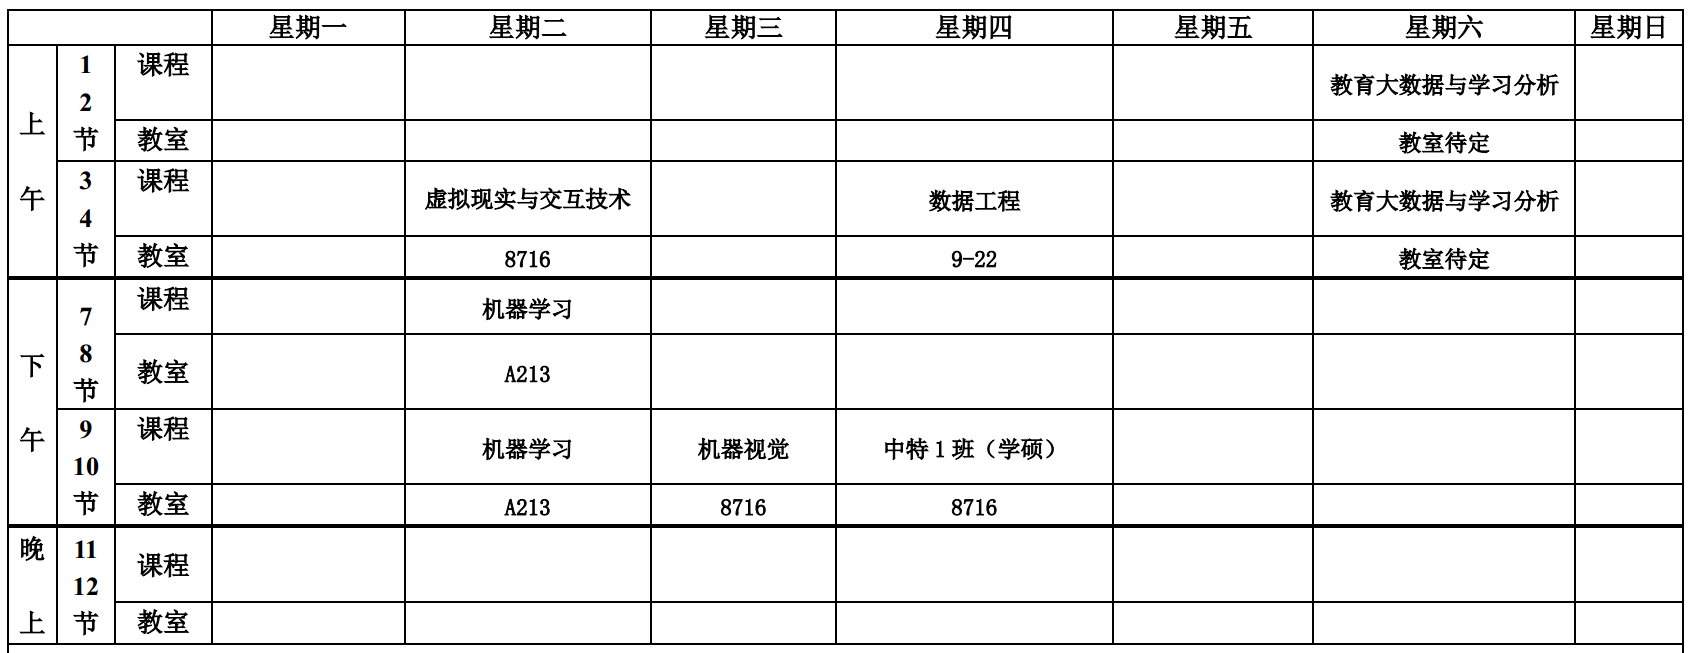 星期一 星期二 星期三 星期四 星期五 星期六 星期日
上午
1
2
节
课程
教育大数据与学习分析
教室
教室待定
3
4
节
课程
虚拟现实与交互技术 数据工程 教育大数据与学习分析
教室
8716 9-22 教室待定
下午
7
8
节
课程
机器学习
教室
A213
9
10
节
课程
机器学习 机器视觉 中特1班（学硕）
教室
A213 8716 8716
晚上
11
12
节
课程
教室